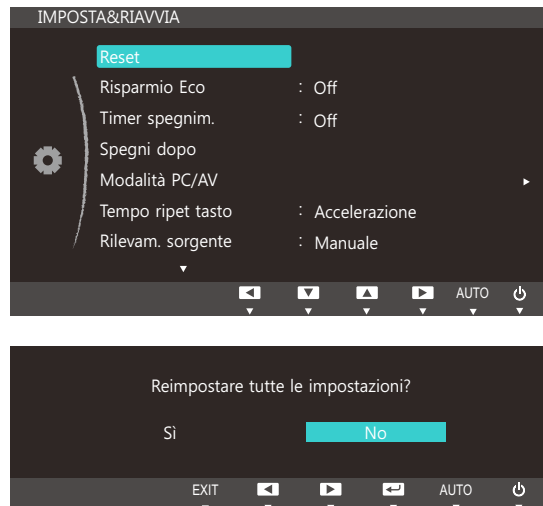 IMPOSTA&RIAVVIA
Reset
Risparmio Eco : Off
Timer spegnim. : Off
Spegni dopo
Modalità PC/AV
Tempo ripet tasto : Accelerazione
Rilevam. sorgente : Manuale
AUTO
Reimpostare tutte le impostazioni?
Sì No
EXIT AUTO